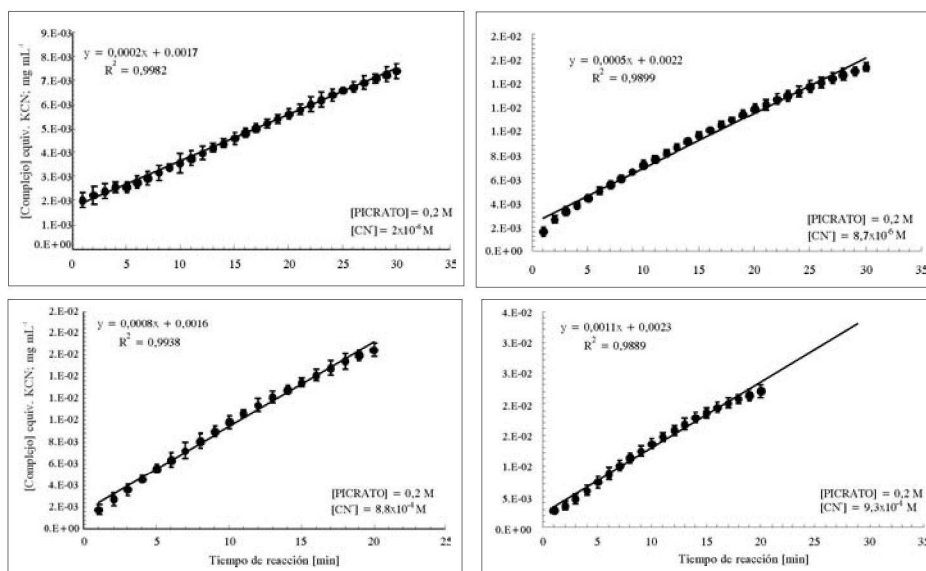 [Complejo] equiv. KCN; mg mL⁻¹
9.E-03
8.E-03
7.E-03
6.E-03
5.E-03
4.E-03
3.E-03
2.E-03
1.E-03
0.E+00
y = 0,0002x + 0.0017
R² = 0,9982
[PICRATO] = 0,2 M
[CN⁻] = 2x10⁻⁶ M
0 5 10 15 20 25 30 35
2.E-02
2.E-02
1.E-02
1.E-02
1.E-02
8.E-03
6.E-03
4.E-03
2.E-03
0.E+00
y = 0,0005x + 0.0022
R² = 0,9899
[PICRATO] = 0,2 M
[CN⁻] = 8,7x10⁻⁶ M
0 5 10 15 20 25 30 35
[Complejo] equiv. KCN; mg mL⁻¹
2.E-02
2.E-02
2.E-02
1.E-02
1.E-02
1.E-02
8.E-03
6.E-03
4.E-03
2.E-03
0.E+00
y = 0,0008x + 0,0016
R² = 0,9938
[PICRATO] = 0,2 M
[CN⁻] = 8,8x10⁻⁴ M
0 5 10 15 20 25
Tiempo de reacción [min]
4.E-02
4.E-02
3.E-02
3.E-02
2.E-02
2.E-02
1.E-02
5.E-03
0.E+00
y = 0,0011x + 0,0023
R² = 0,9889
[PICRATO] = 0,2 M
[CN⁻] = 9,3x10⁻⁴ M
0 5 10 15 20 25 30 35
Tiempo de reacción [min]